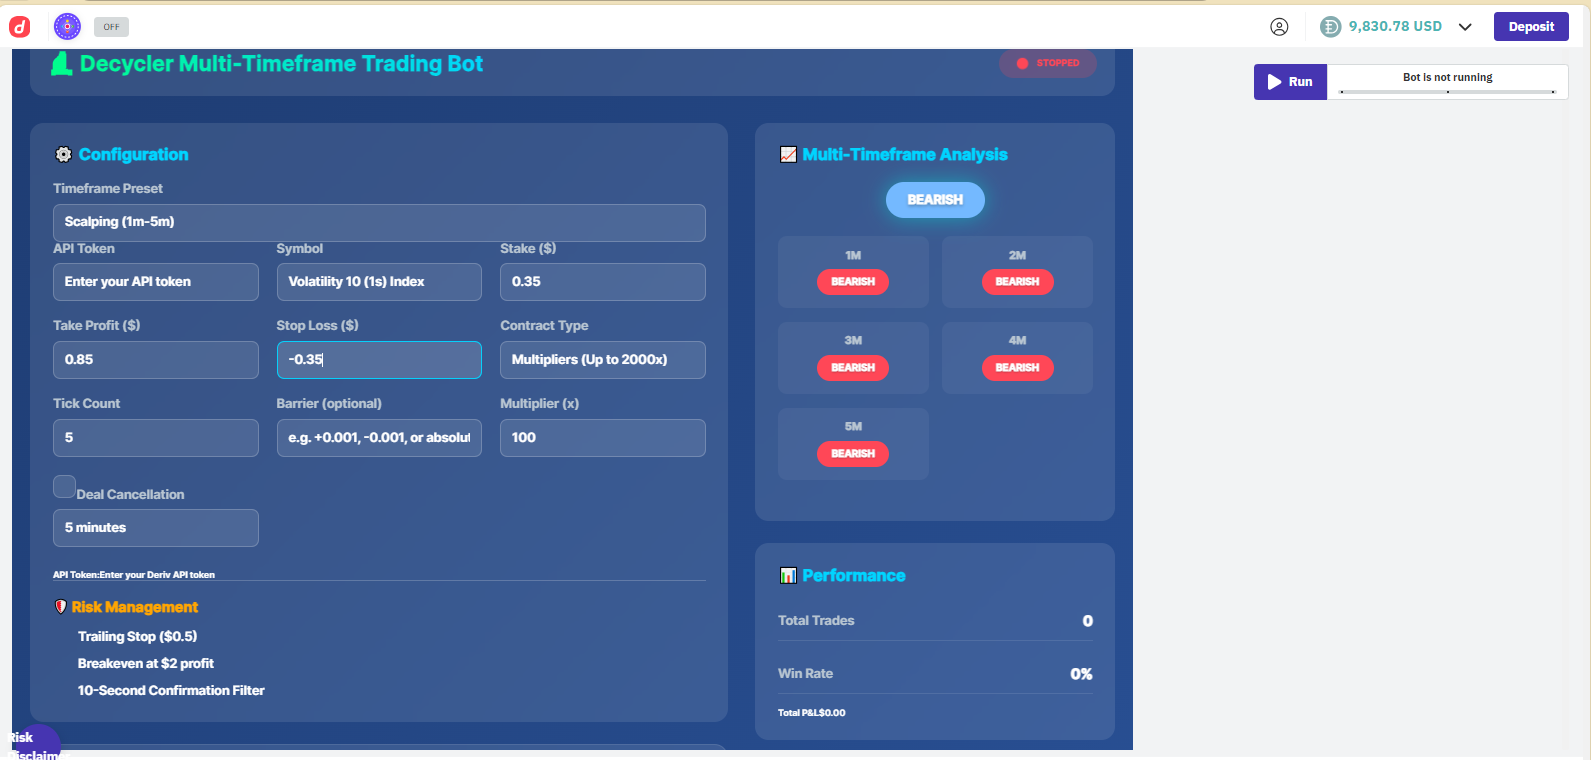 OFF
9,830.78 USD
Deposit
Decycler Multi-Timeframe Trading Bot
STOPPED
Run
Bot is not running
Configuration
Timeframe Preset
Scalping (1m-5m)
API Token
Symbol
Stake ($)
Enter your API token
Volatility 10 (1s) Index
0.35
Take Profit ($)
Stop Loss ($)
Contract Type
0.85
-0.35
Multipliers (Up to 2000x)
Tick Count
Barrier (optional)
Multiplier (x)
5
e.g. +0.001, -0.001, or absolut
100
Deal Cancellation
5 minutes
API Token:Enter your Deriv API token
Risk Management
Trailing Stop ($0.5)
Breakeven at $2 profit
10-Second Confirmation Filter
Multi-Timeframe Analysis
BEARISH
1M
BEARISH
2M
BEARISH
3M
BEARISH
4M
BEARISH
5M
BEARISH
Performance
Total Trades
0
Win Rate
0%
Total P&L$0.00
Risk
Disclaimer